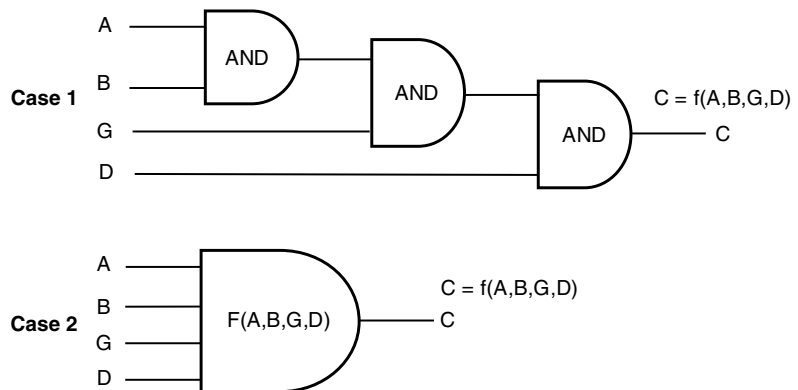 A
AND
B
Case 1
AND
C = f(A,B,G,D)
G
AND
C
D
A
C = f(A,B,G,D)
B
Case 2
F(A,B,G,D)
C
G
D